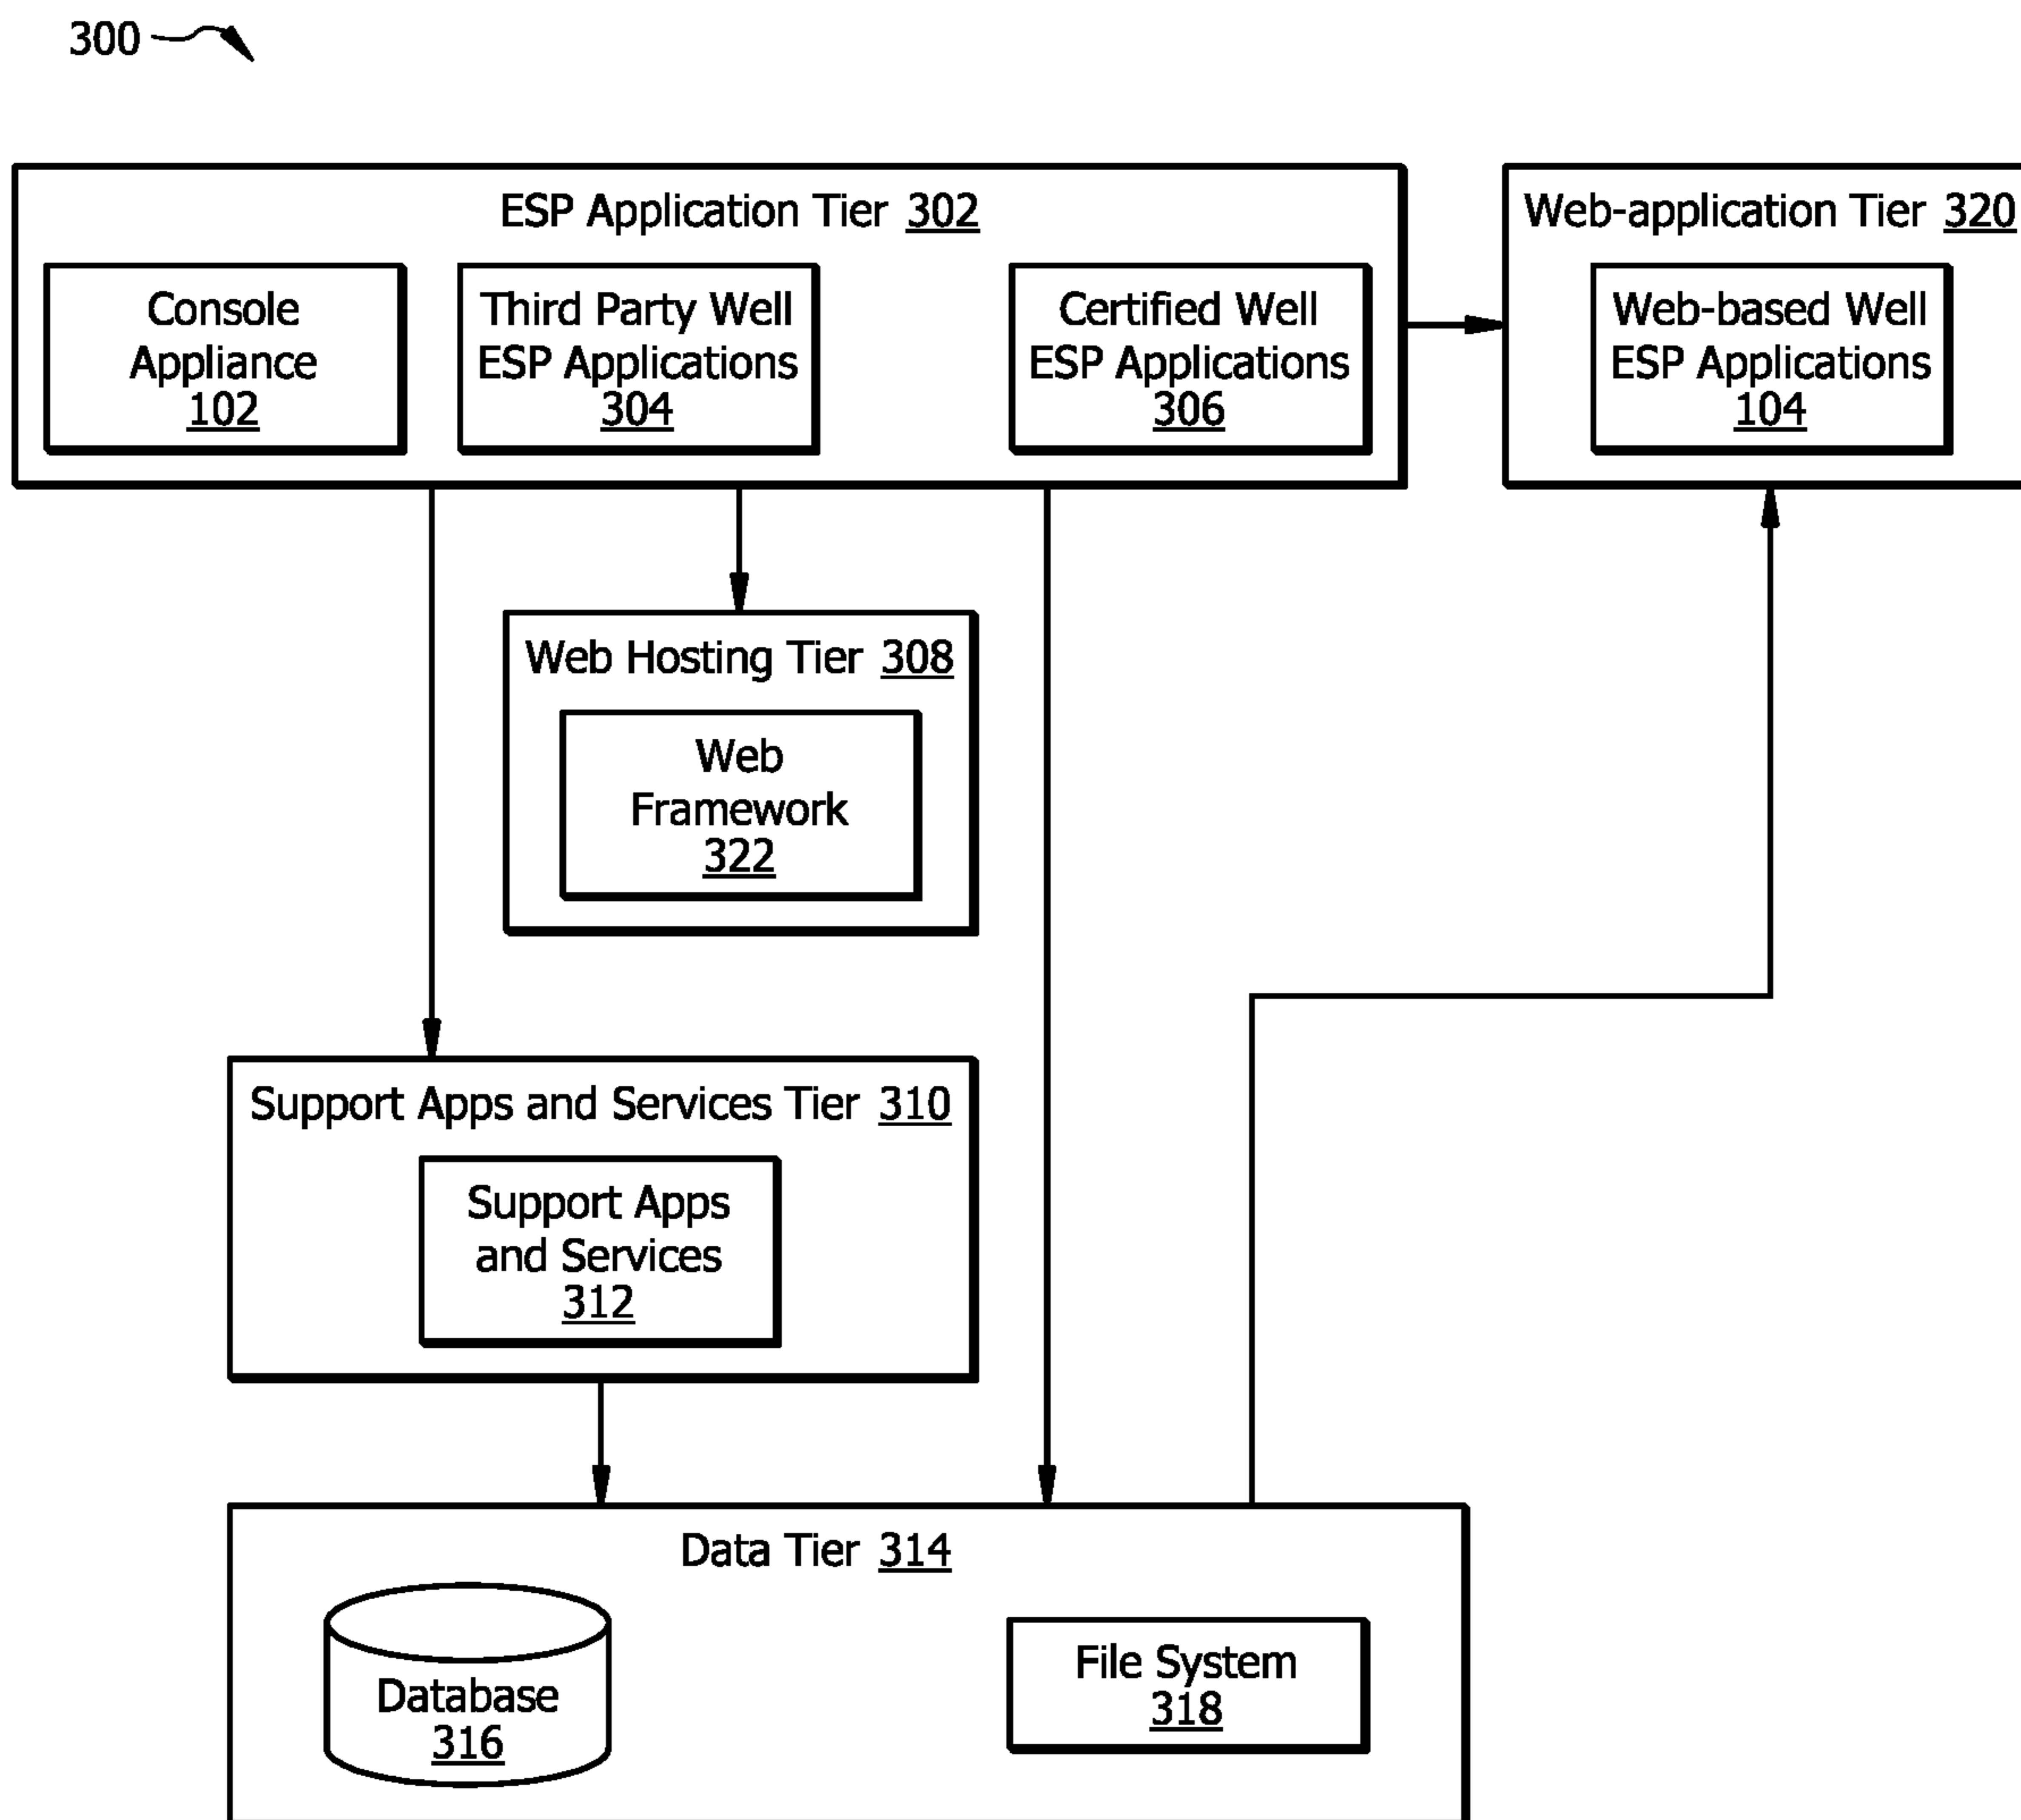 300
ESP Application Tier 302
Console
Appliance
102
Third Party Well
ESP Applications
304
Certified Well
ESP Applications
306
Web-application Tier 320
Web-based Well
ESP Applications
104
Web Hosting Tier 308
Web
Framework
322
Support Apps and Services Tier 310
Support Apps
and Services
312
Data Tier 314
Database
316
File System
318